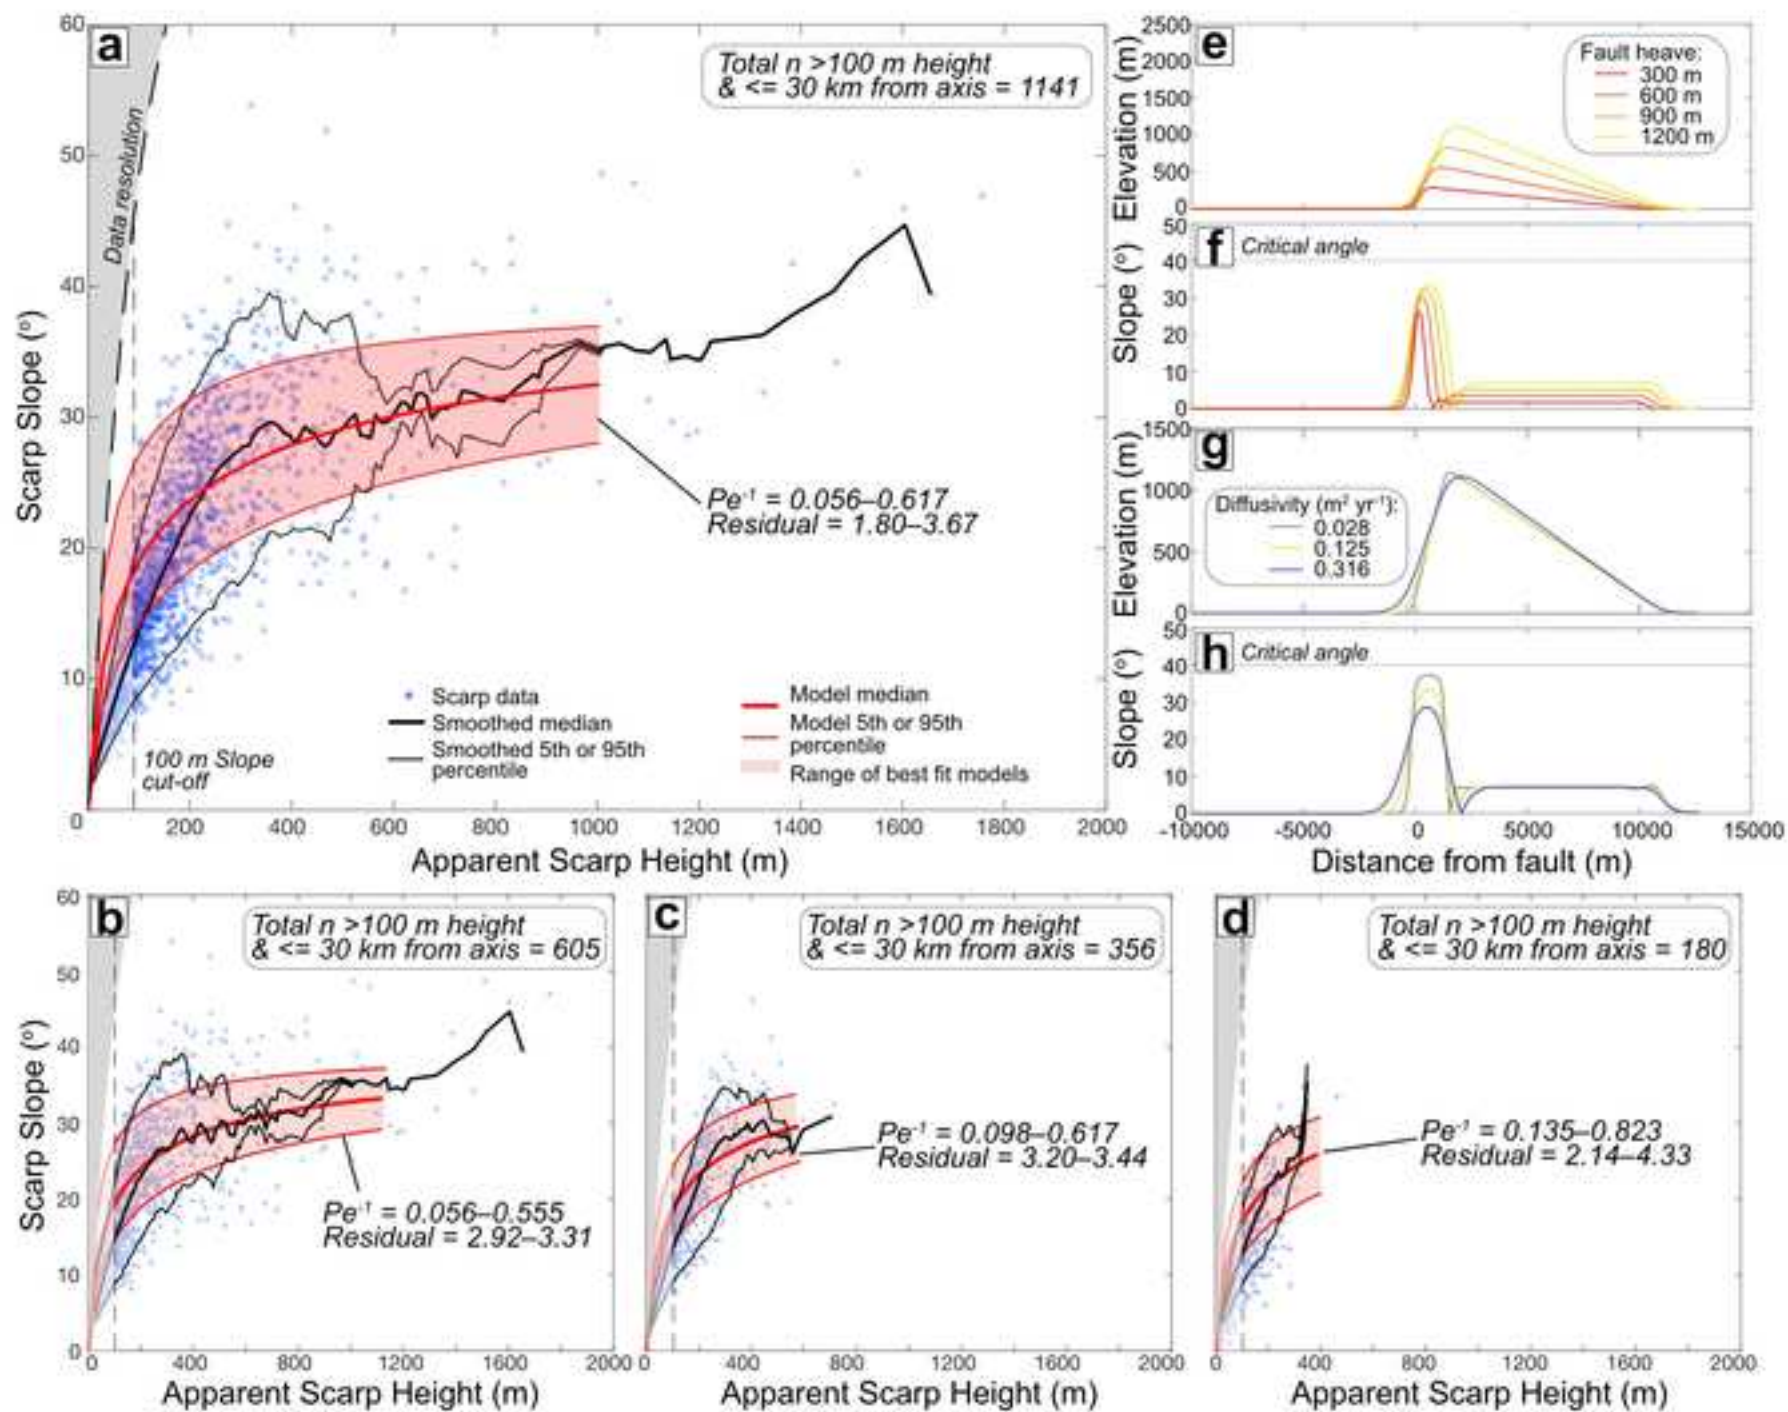 a
Total n >100 m height
& <= 30 km from axis = 1141
Data resolution
60
50
40
30
20
10
0
Scarp Slope (°)
Pe⁻¹ = 0.056–0.617
Residual = 1.80–3.67
Scarp data
Smoothed median
Smoothed 5th or 95th
percentile
Model median
Model 5th or 95th
percentile
Range of best fit models
100 m Slope
cut-off
0 200 400 600 800 1000 1200 1400 1600 1800 2000
Apparent Scarp Height (m)
e
Fault heave:
300 m
600 m
900 m
1200 m
2500
2000
1500
1000
500
0
Elevation (m)
f
Critical angle
50
40
30
20
10
0
Slope (°)
g
Diffusivity (m² yr⁻¹):
0.028
0.125
0.316
1500
1000
500
0
Elevation (m)
h
Critical angle
50
40
30
20
10
0
Slope (°)
-10000 -5000 0 5000 10000 15000
Distance from fault (m)
b
Total n >100 m height
& <= 30 km from axis = 605
60
50
40
30
20
10
0
Scarp Slope (°)
Pe⁻¹ = 0.056–0.555
Residual = 2.92–3.31
0 400 800 1200 1600 2000
Apparent Scarp Height (m)
c
Total n >100 m height
& <= 30 km from axis = 356
Pe⁻¹ = 0.098–0.617
Residual = 3.20–3.44
0 400 800 1200 1600 2000
Apparent Scarp Height (m)
d
Total n >100 m height
& <= 30 km from axis = 180
Pe⁻¹ = 0.135–0.823
Residual = 2.14–4.33
0 400 800 1200 1600 2000
Apparent Scarp Height (m)